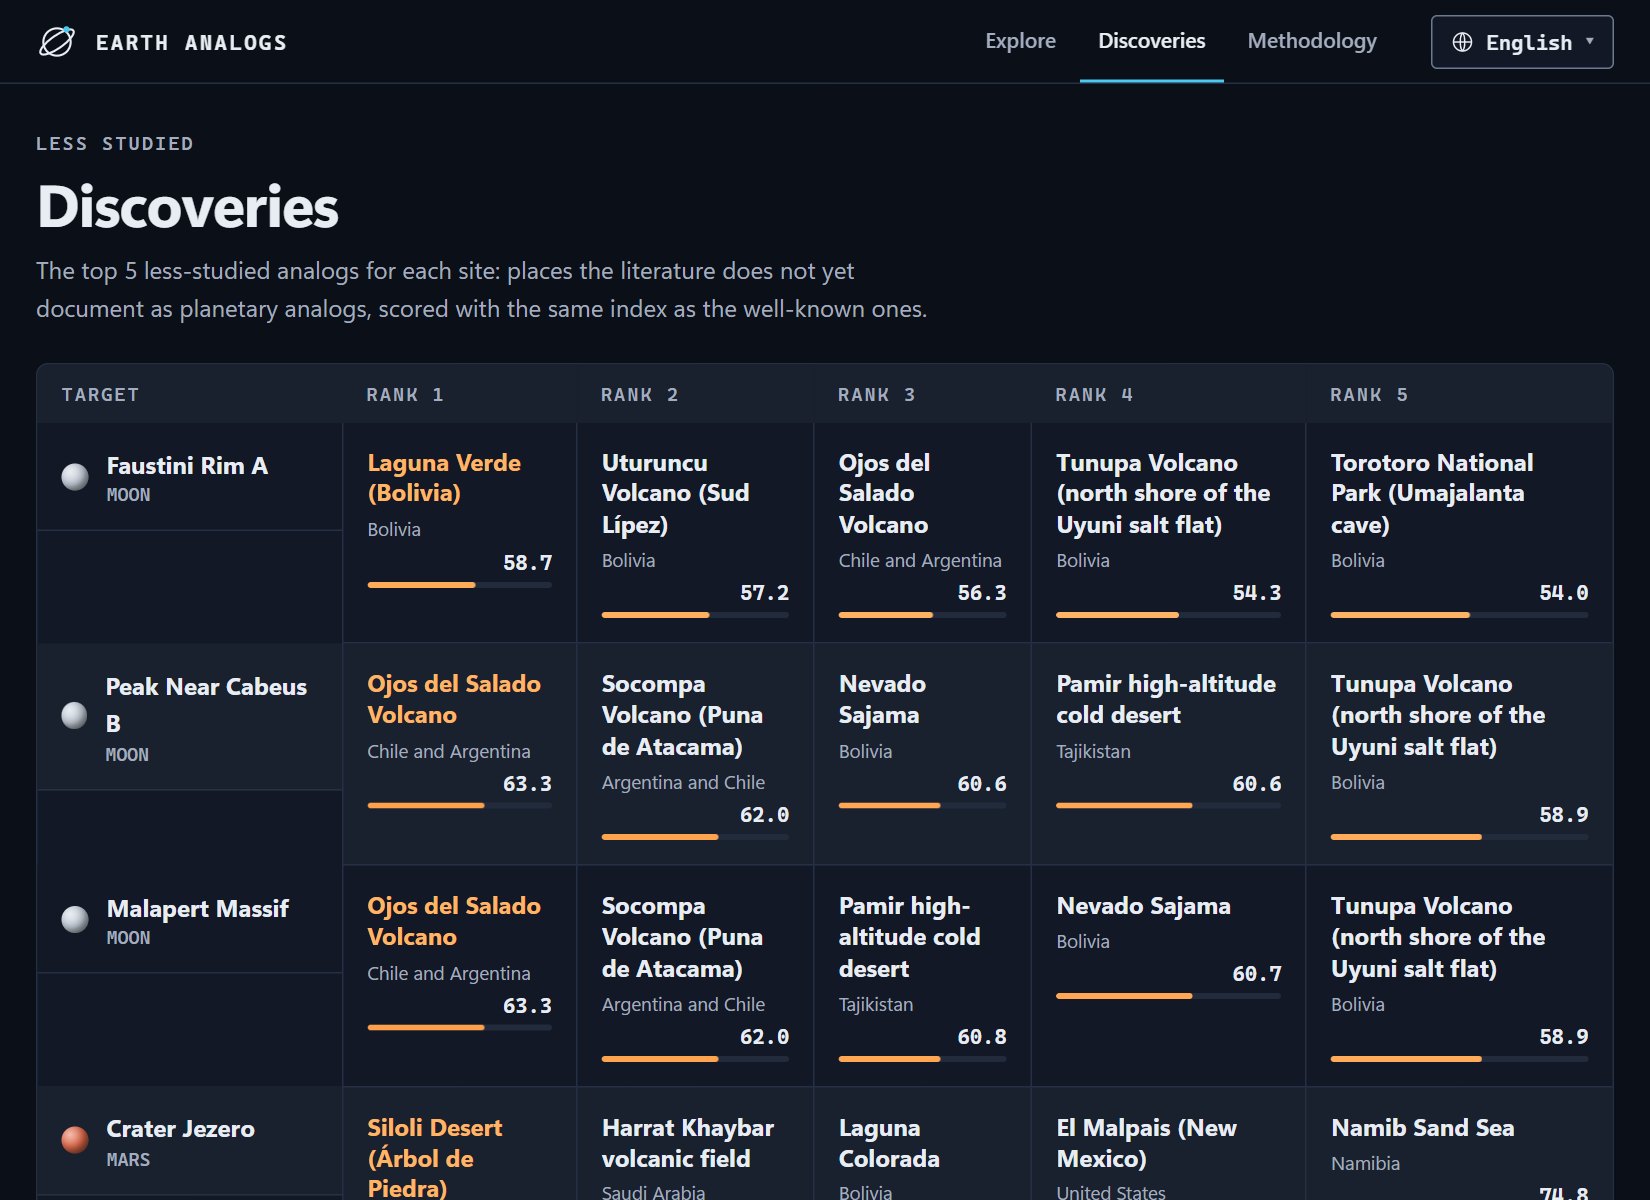 EARTH ANALOGS
Explore
Discoveries
Methodology
English
LESS STUDIED
Discoveries
The top 5 less-studied analogs for each site: places the literature does not yet
document as planetary analogs, scored with the same index as the well-known ones.
TARGET
RANK 1
RANK 2
RANK 3
RANK 4
RANK 5
Faustini Rim A
MOON
Laguna Verde
(Bolivia)
Bolivia
58.7
Uturuncu
Volcano (Sud
Lípez)
Bolivia
57.2
Ojos del
Salado
Volcano
Chile and Argentina
56.3
Tunupa Volcano
(north shore of the
Uyuni salt flat)
Bolivia
54.3
Torotoro National
Park (Umajalanta
cave)
Bolivia
54.0
Peak Near Cabeus
B
MOON
Ojos del Salado
Volcano
Chile and Argentina
63.3
Socompa
Volcano (Puna
de Atacama)
Argentina and Chile
62.0
Nevado
Sajama
Bolivia
60.6
Pamir high-altitude
cold desert
Tajikistan
60.6
Tunupa Volcano
(north shore of the
Uyuni salt flat)
Bolivia
58.9
Malapert Massif
MOON
Ojos del Salado
Volcano
Chile and Argentina
63.3
Socompa
Volcano (Puna
de Atacama)
Argentina and Chile
62.0
Pamir high-
altitude cold
desert
Tajikistan
60.8
Nevado Sajama
Bolivia
60.7
Tunupa Volcano
(north shore of the
Uyuni salt flat)
Bolivia
58.9
Crater Jezero
MARS
Siloli Desert
(Árbol de
Piedra)
Harrat Khaybar
volcanic field
Saudi Arabia
Laguna
Colorada
Bolivia
El Malpais (New
Mexico)
United States
Namib Sand Sea
Namibia
74.8